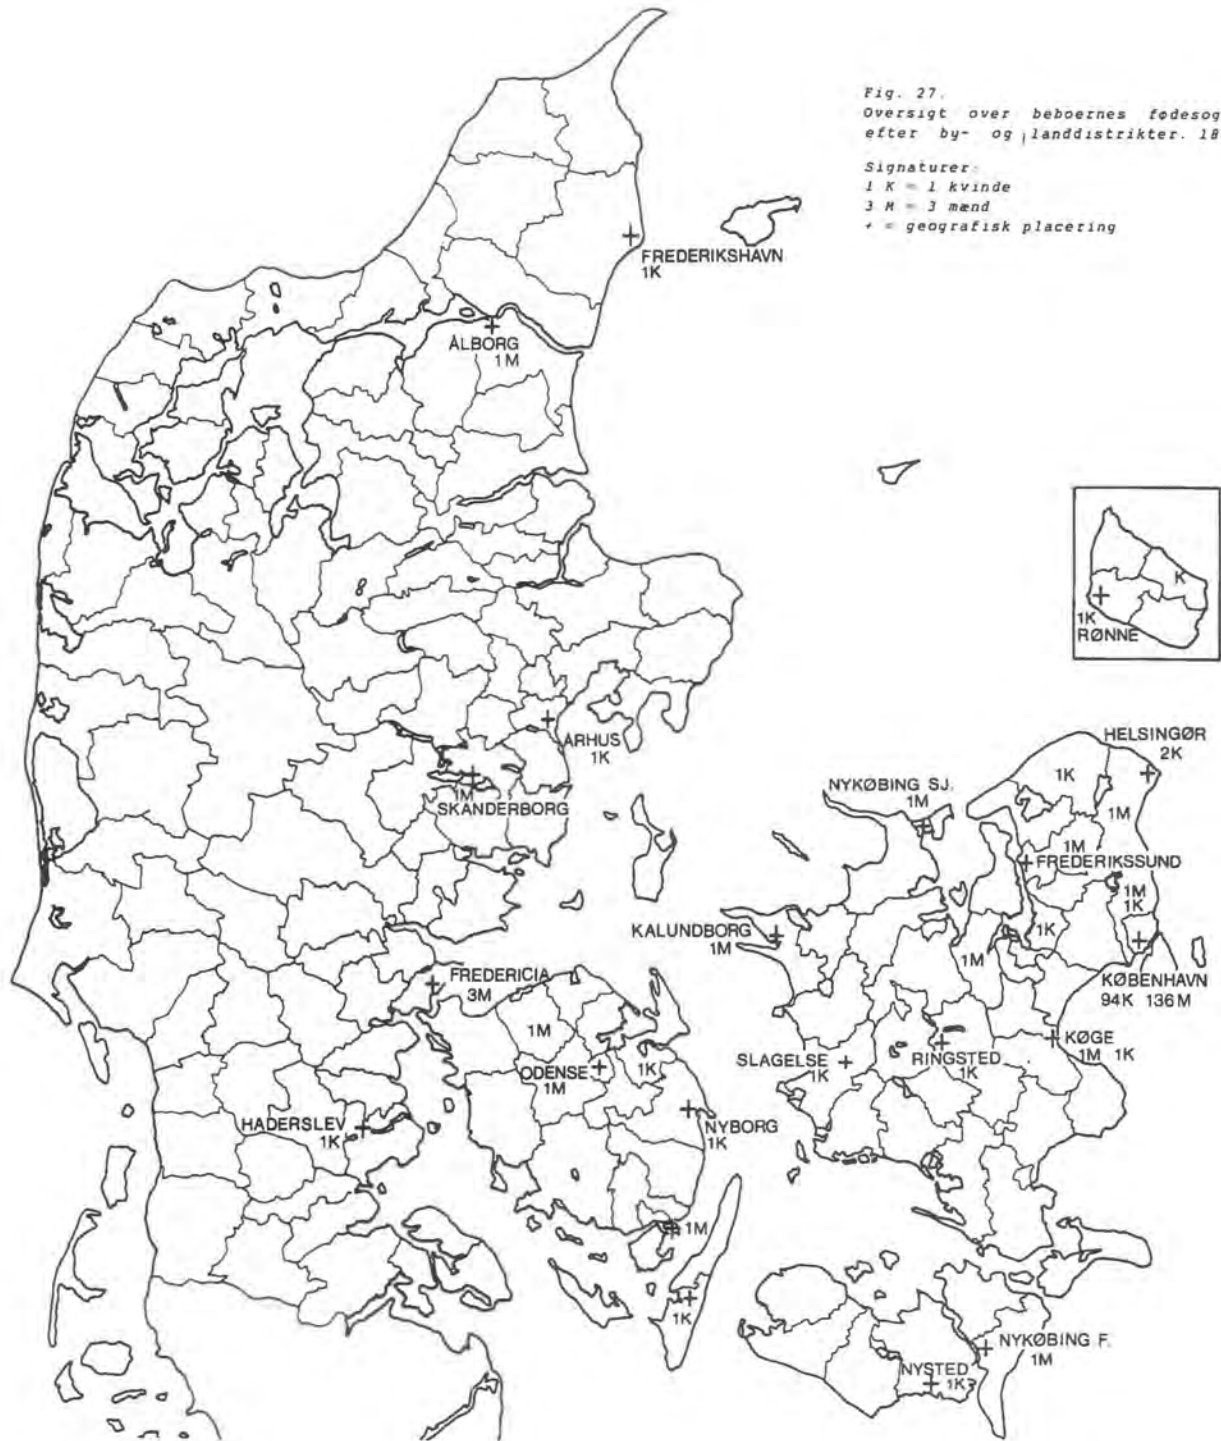 Fig. 27.
Oversigt over beboernes fødesog
efter by- og landdistrikter. 18
Signaturer:
1 K = 1 kvinde
3 M = 3 mænd
+ = geografisk placering
FREDERIKSHAVN
1K
ÅLBORG
1M
K
1K
RØNNE
ÅRHUS
1K
1M
SKANDERBORG
HELSINGØR
2K
1K
NYKØBING SJ.
1M
1M
1M
FREDERIKSSUND
1M
1K
1K
KALUNDBORG
1M
1M
KØBENHAVN
94K 136M
FREDERICIA
3M
1M
KØGE
1M 1K
SLAGELSE
1K
RINGSTED
1K
ODENSE
1M
1K
HADERSLEV
1K
NYBORG
1K
1M
1K
NYKØBING F.
1M
NYSTED
1K?